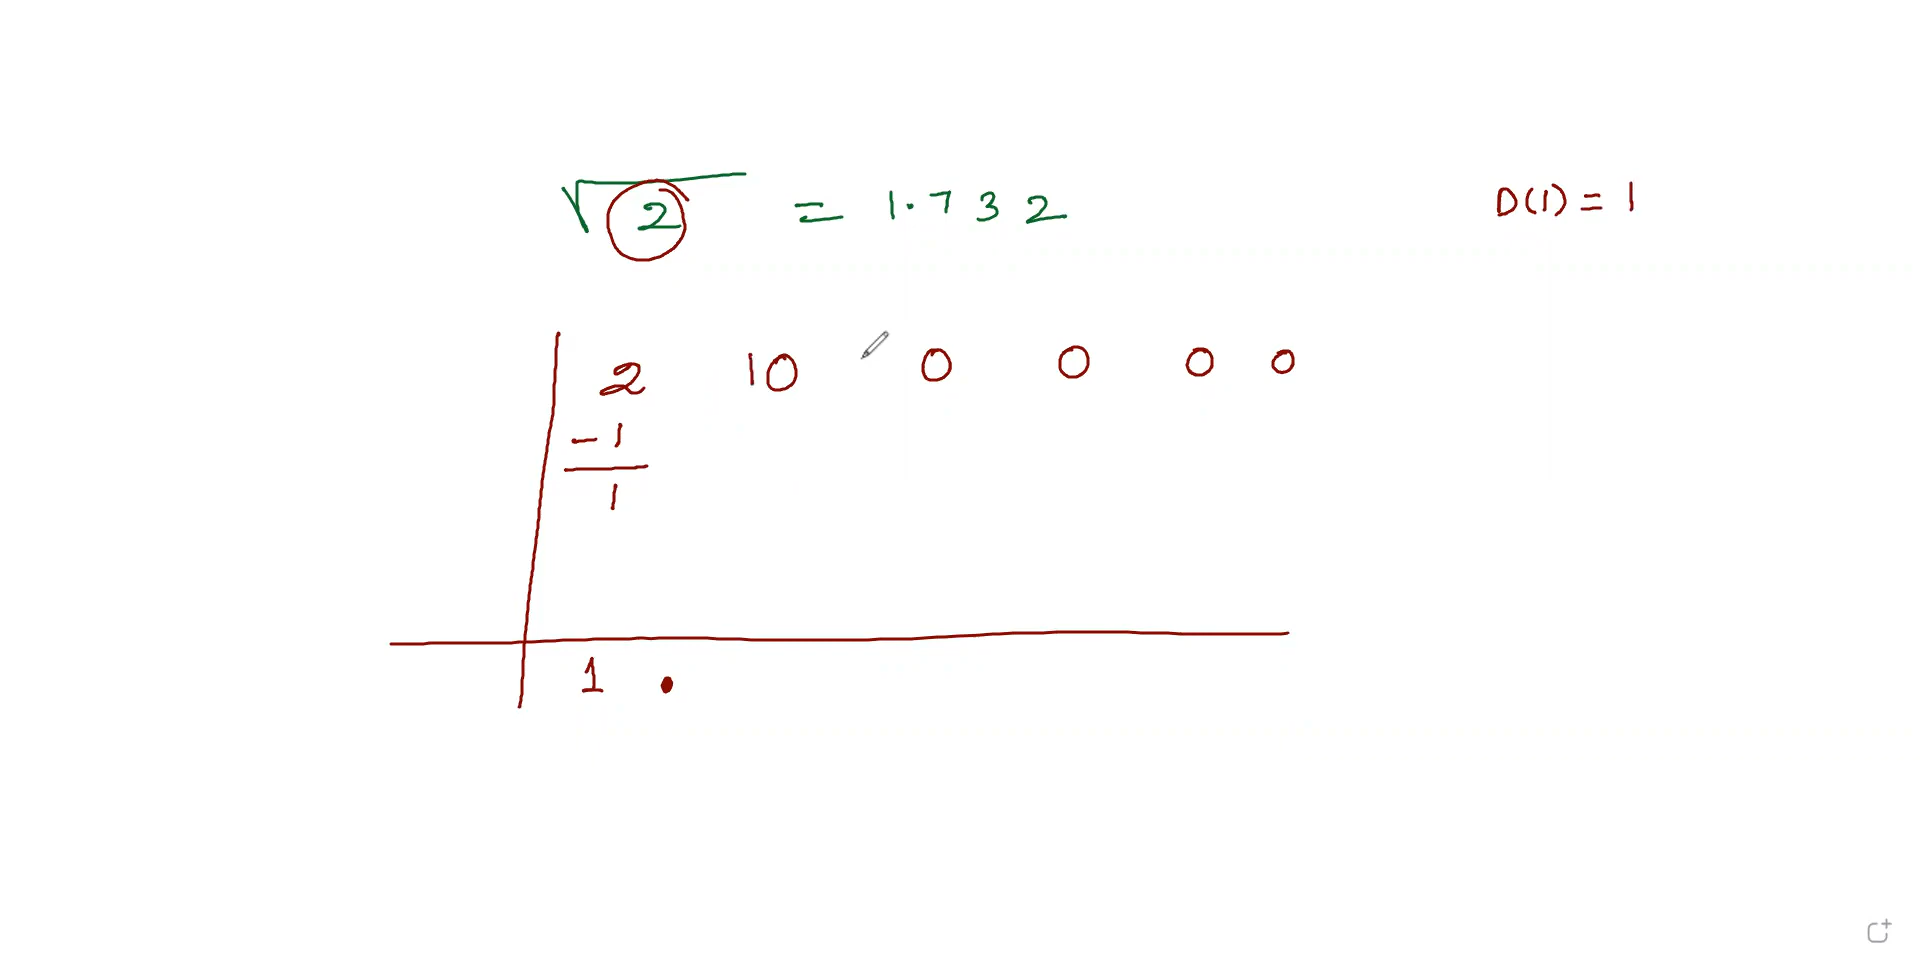 √2 = 1.732
D(1) = 1
2 10 0 0 0 0
- 1
1
1 .